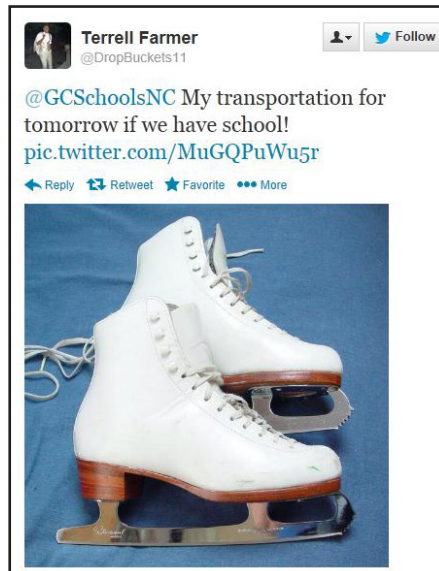 Terrell Farmer
@DropBuckets11
Follow
@GCSchoolsNC My transportation for
tomorrow if we have school!
pic.twitter.com/MuGQPuWu5r
Reply Retweet Favorite More